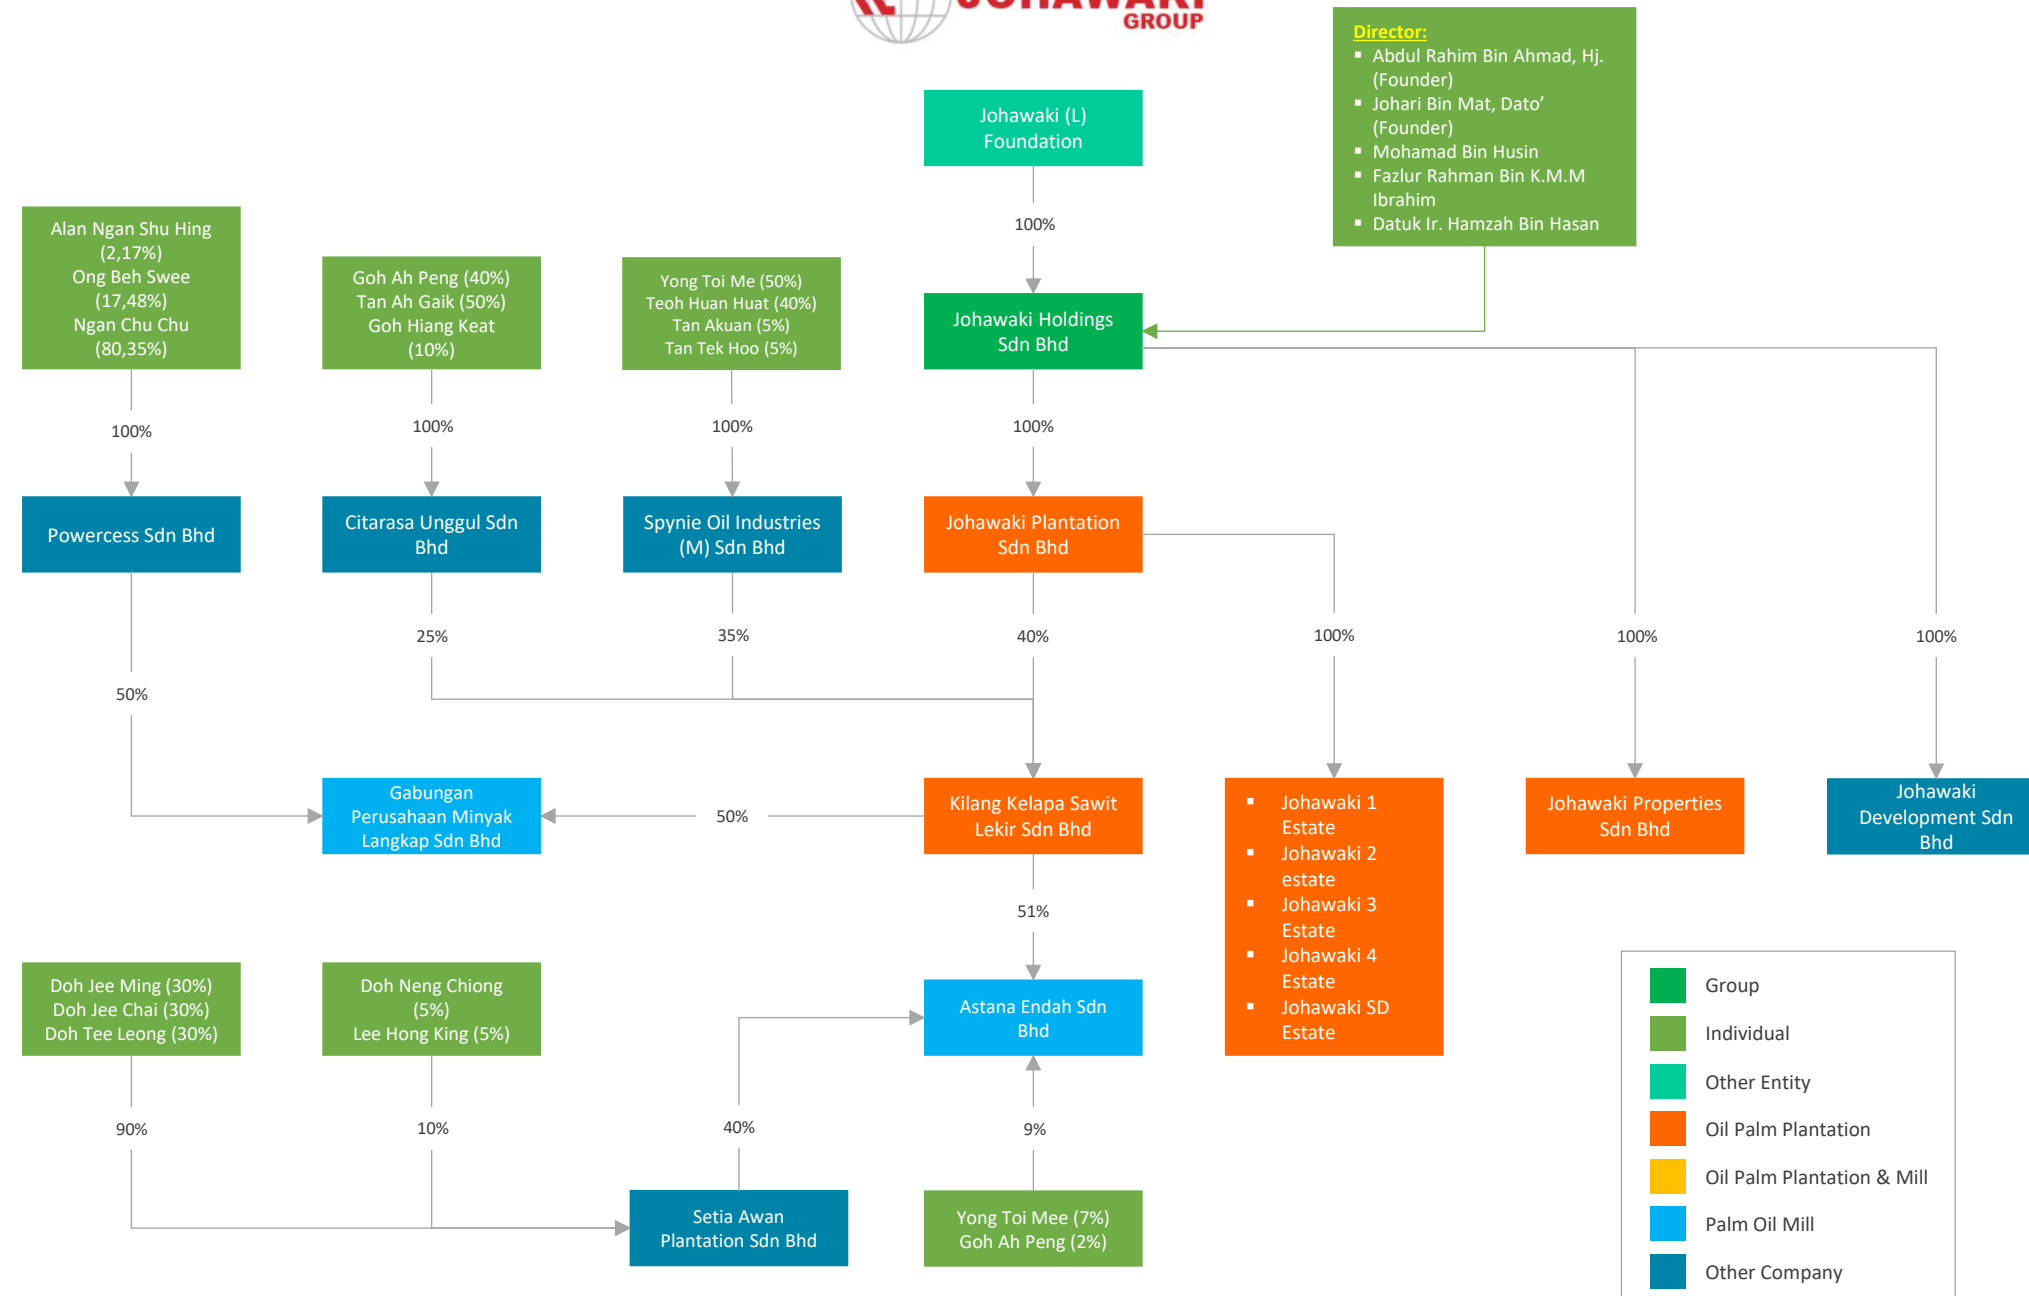 JOHAWAKI
GROUP
Director:
▪ Abdul Rahim Bin Ahmad, Hj.
(Founder)
▪ Johari Bin Mat, Dato’
(Founder)
▪ Mohamad Bin Husin
▪ Fazlur Rahman Bin K.M.M
Ibrahim
▪ Datuk Ir. Hamzah Bin Hasan
Johawaki (L)
Foundation
100%
Alan Ngan Shu Hing
(2,17%)
Ong Beh Swee
(17,48%)
Ngan Chu Chu
(80,35%)
Goh Ah Peng (40%)
Tan Ah Gaik (50%)
Goh Hiang Keat
(10%)
Yong Toi Me (50%)
Teoh Huan Huat (40%)
Tan Akuan (5%)
Tan Tek Hoo (5%)
Johawaki Holdings
Sdn Bhd
100%
100%
100%
100%
Powercess Sdn Bhd
Citarasa Unggul Sdn
Bhd
Spynie Oil Industries
(M) Sdn Bhd
Johawaki Plantation
Sdn Bhd
25%
35%
40%
100%
100%
100%
50%
Gabungan
Perusahaan Minyak
Langkap Sdn Bhd
50%
Kilang Kelapa Sawit
Lekir Sdn Bhd
▪ Johawaki 1
Estate
▪ Johawaki 2
estate
▪ Johawaki 3
Estate
▪ Johawaki 4
Estate
▪ Johawaki SD
Estate
Johawaki Properties
Sdn Bhd
Johawaki
Development Sdn
Bhd
51%
Doh Jee Ming (30%)
Doh Jee Chai (30%)
Doh Tee Leong (30%)
Doh Neng Chiong
(5%)
Lee Hong King (5%)
Astana Endah Sdn
Bhd
90%
10%
40%
9%
Setia Awan
Plantation Sdn Bhd
Yong Toi Mee (7%)
Goh Ah Peng (2%)
Group
Individual
Other Entity
Oil Palm Plantation
Oil Palm Plantation & Mill
Palm Oil Mill
Other Company